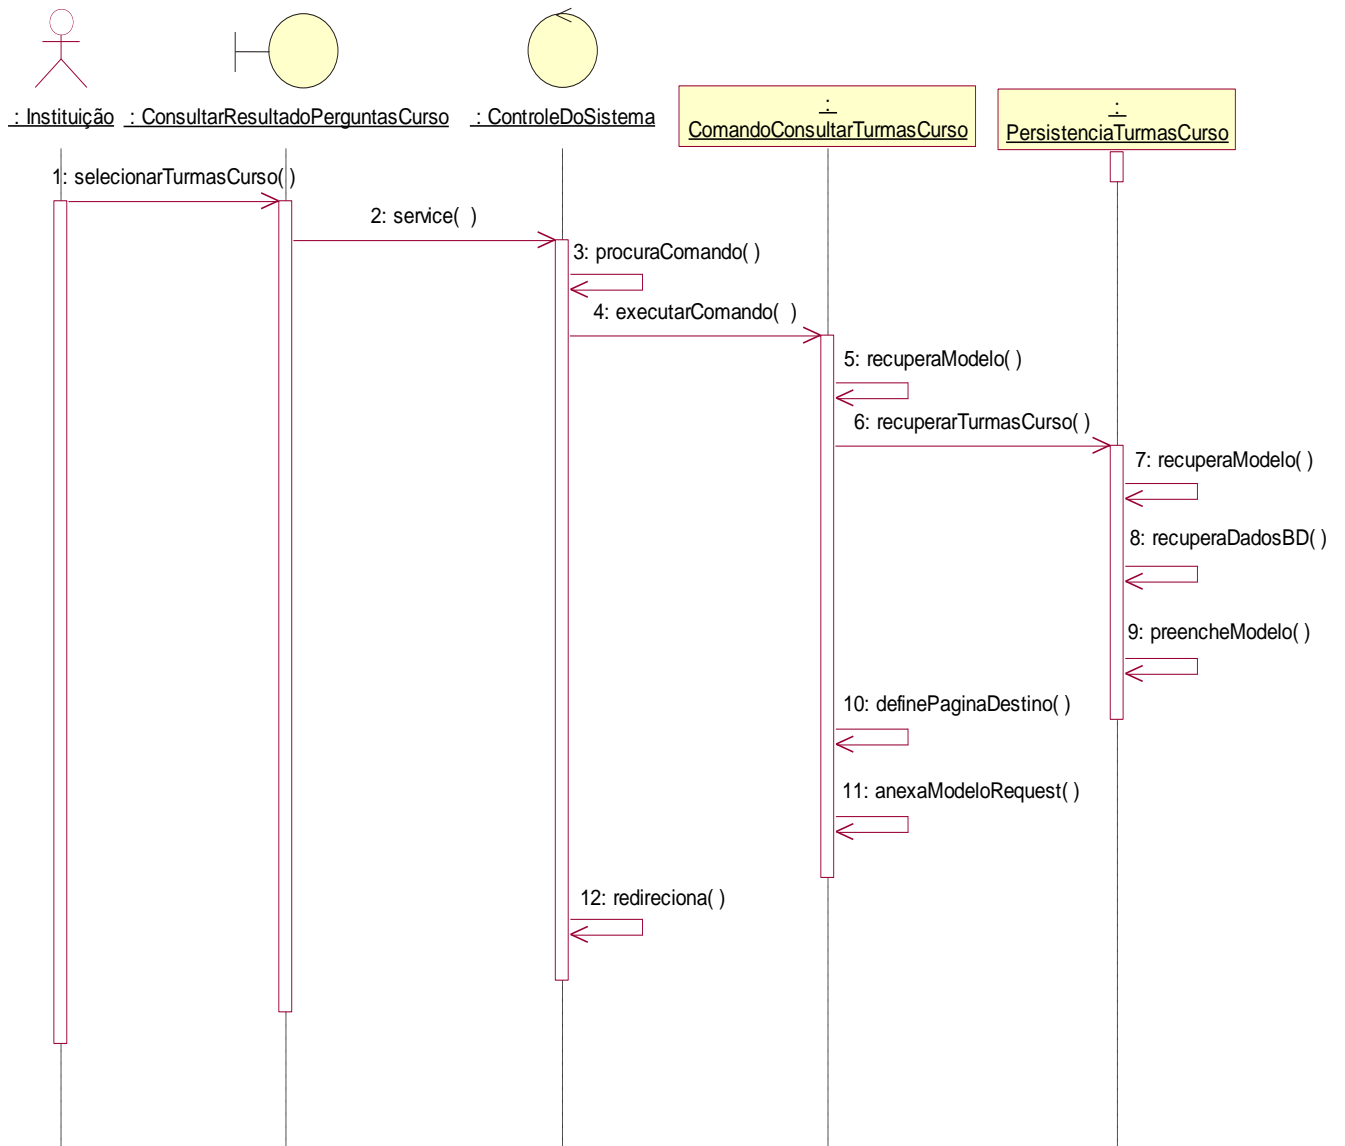 : Instituição
: ConsultarResultadoPerguntasCurso
: ControleDoSistema
:
ComandoConsultarTurmasCurso
:
PersistenciaTurmasCurso
1: selecionarTurmasCurso( )
2: service( )
3: procuraComando( )
4: executarComando( )
5: recuperaModelo( )
6: recuperarTurmasCurso( )
7: recuperaModelo( )
8: recuperaDadosBD( )
9: preencheModelo( )
10: definePaginaDestino( )
11: anexaModeloRequest( )
12: redireciona( )